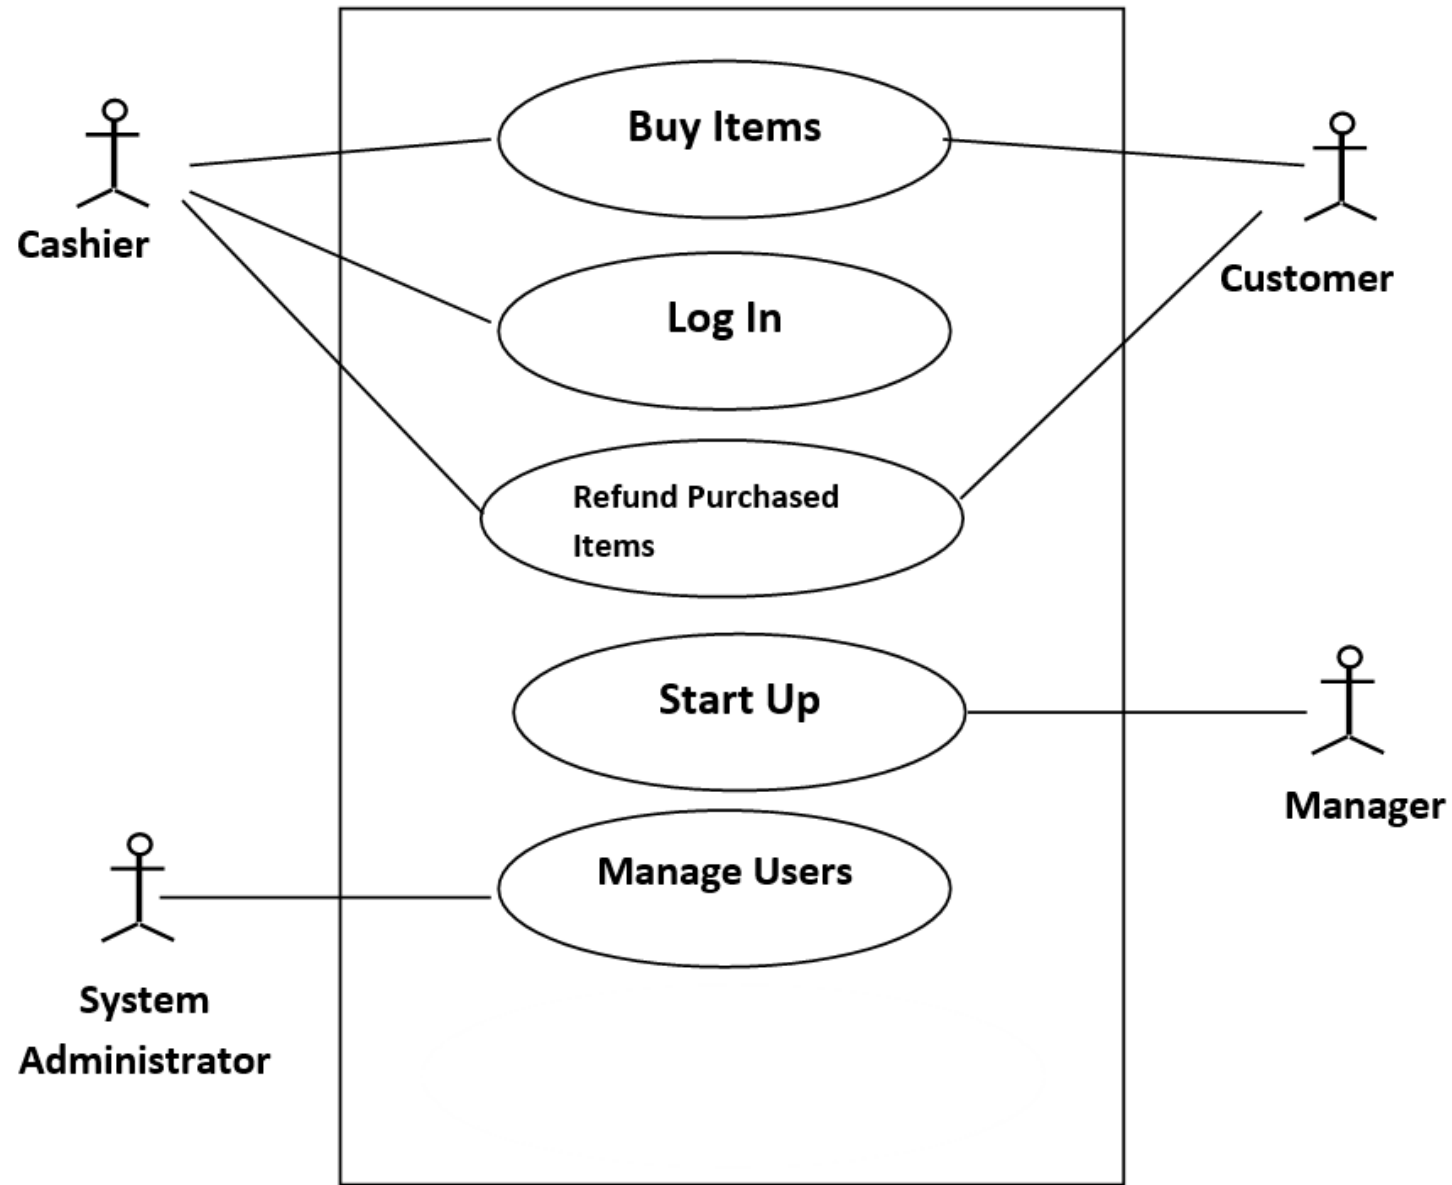 Buy Items
Cashier
Customer
Log In
Refund Purchased
Items
Start Up
Manager
Manage Users
System
Administrator